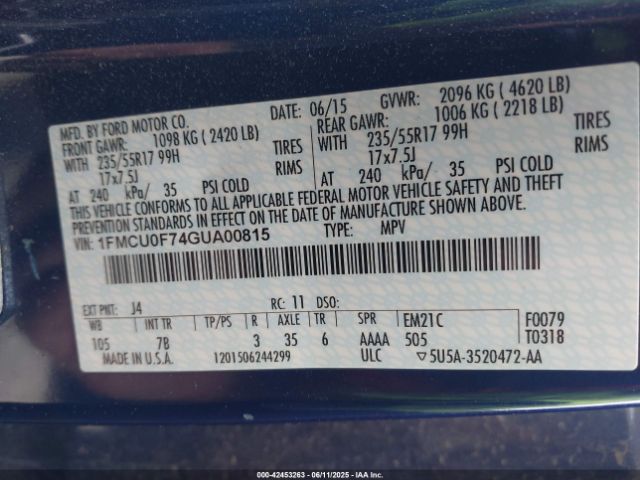 MFD. BY FORD MOTOR CO. DATE: 06/15 GVWR: 2096 KG ( 4620 LB)
FRONT GAWR: 1098 KG ( 2420 LB) REAR GAWR: 1006 KG ( 2218 LB)
WITH 235/55R17 99H TIRES WITH 235/55R17 99H TIRES
17x7.5J RIMS 17x7.5J RIMS
AT 240 kPa/ 35 PSI COLD AT 240 kPa/ 35 PSI COLD
THIS VEHICLE CONFORMS TO ALL APPLICABLE FEDERAL MOTOR VEHICLE SAFETY AND THEFT
PREVENTION STANDARDS IN EFFECT ON THE DATE OF MANUFACTURE SHOWN ABOVE.
VIN: 1FMCU0F74GUA00815 TYPE: MPV
EXT PNT: J4 RC: 11 DSO:
WB INT TR TP/PS R AXLE TR SPR EM21C F0079
105 7B 3 35 6 AAAA 505 T0318
MADE IN U.S.A. 1201506244299 ULC ▽5U5A-3520472-AA
000-42453263 - 06/11/2025 - IAA Inc.